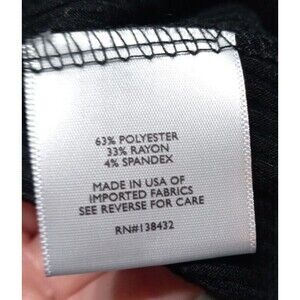 63% POLYESTER
33% RAYON
4% SPANDEX
MADE IN USA OF
IMPORTED FABRICS
SEE REVERSE FOR CARE
RN#138432